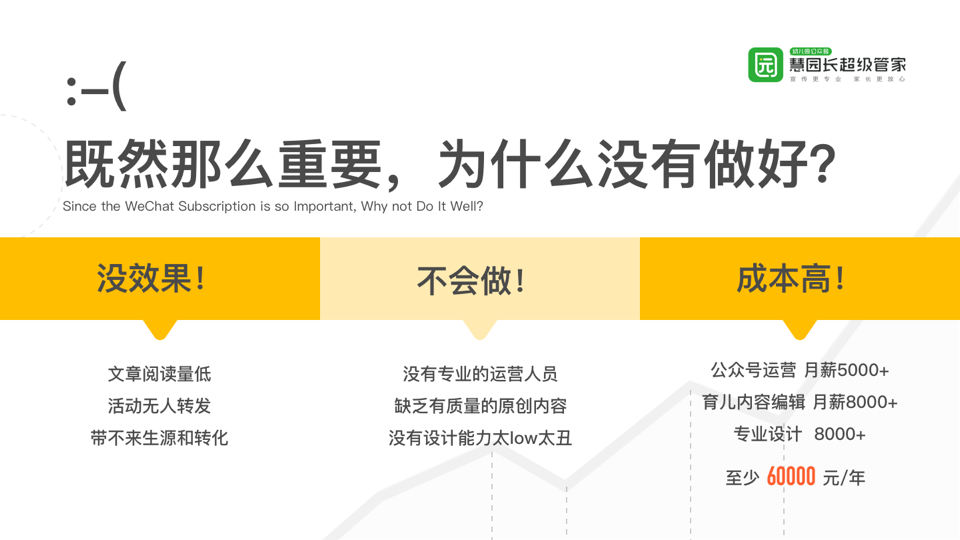 :–(
幼儿园公众号
园
慧园长超级管家
宣传更专业 家长更放心
既然那么重要，为什么没有做好？
Since the WeChat Subscription is so Important, Why not Do It Well?
没效果！
文章阅读量低
活动无人转发
带不来生源和转化
不会做！
没有专业的运营人员
缺乏有质量的原创内容
没有设计能力太low太丑
成本高！
公众号运营 月薪5000+
育儿内容编辑 月薪8000+
专业设计 8000+
至少 60000 元/年